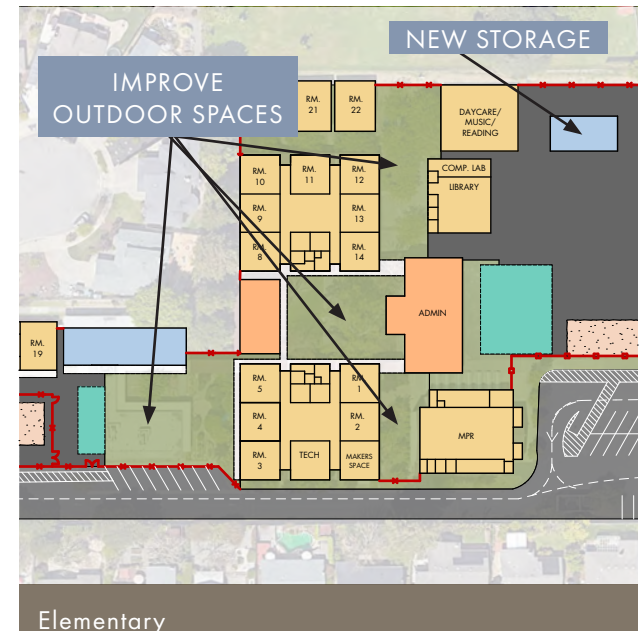 NEW STORAGE
IMPROVE
OUTDOOR SPACES
RM.
21
RM.
22
DAYCARE/
MUSIC/
READING
RM.
10
RM.
11
RM.
12
COMP. LAB
LIBRARY
RM.
9
RM.
13
RM.
8
RM.
14
ADMIN
RM.
19
RM.
5
RM.
1
RM.
4
RM.
2
MPR
RM.
3
TECH
MAKERS
SPACE
Elementary